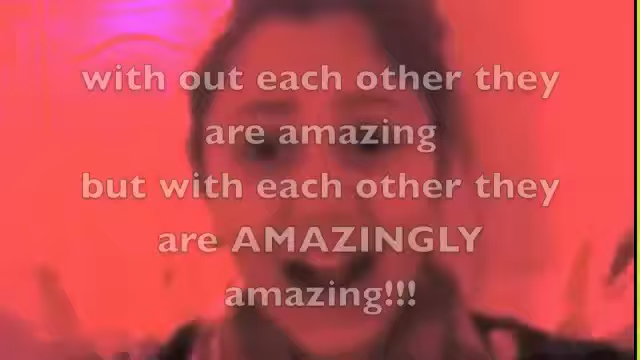 with out each other they
are amazing
but with each other they
are AMAZINGLY
amazing!!!